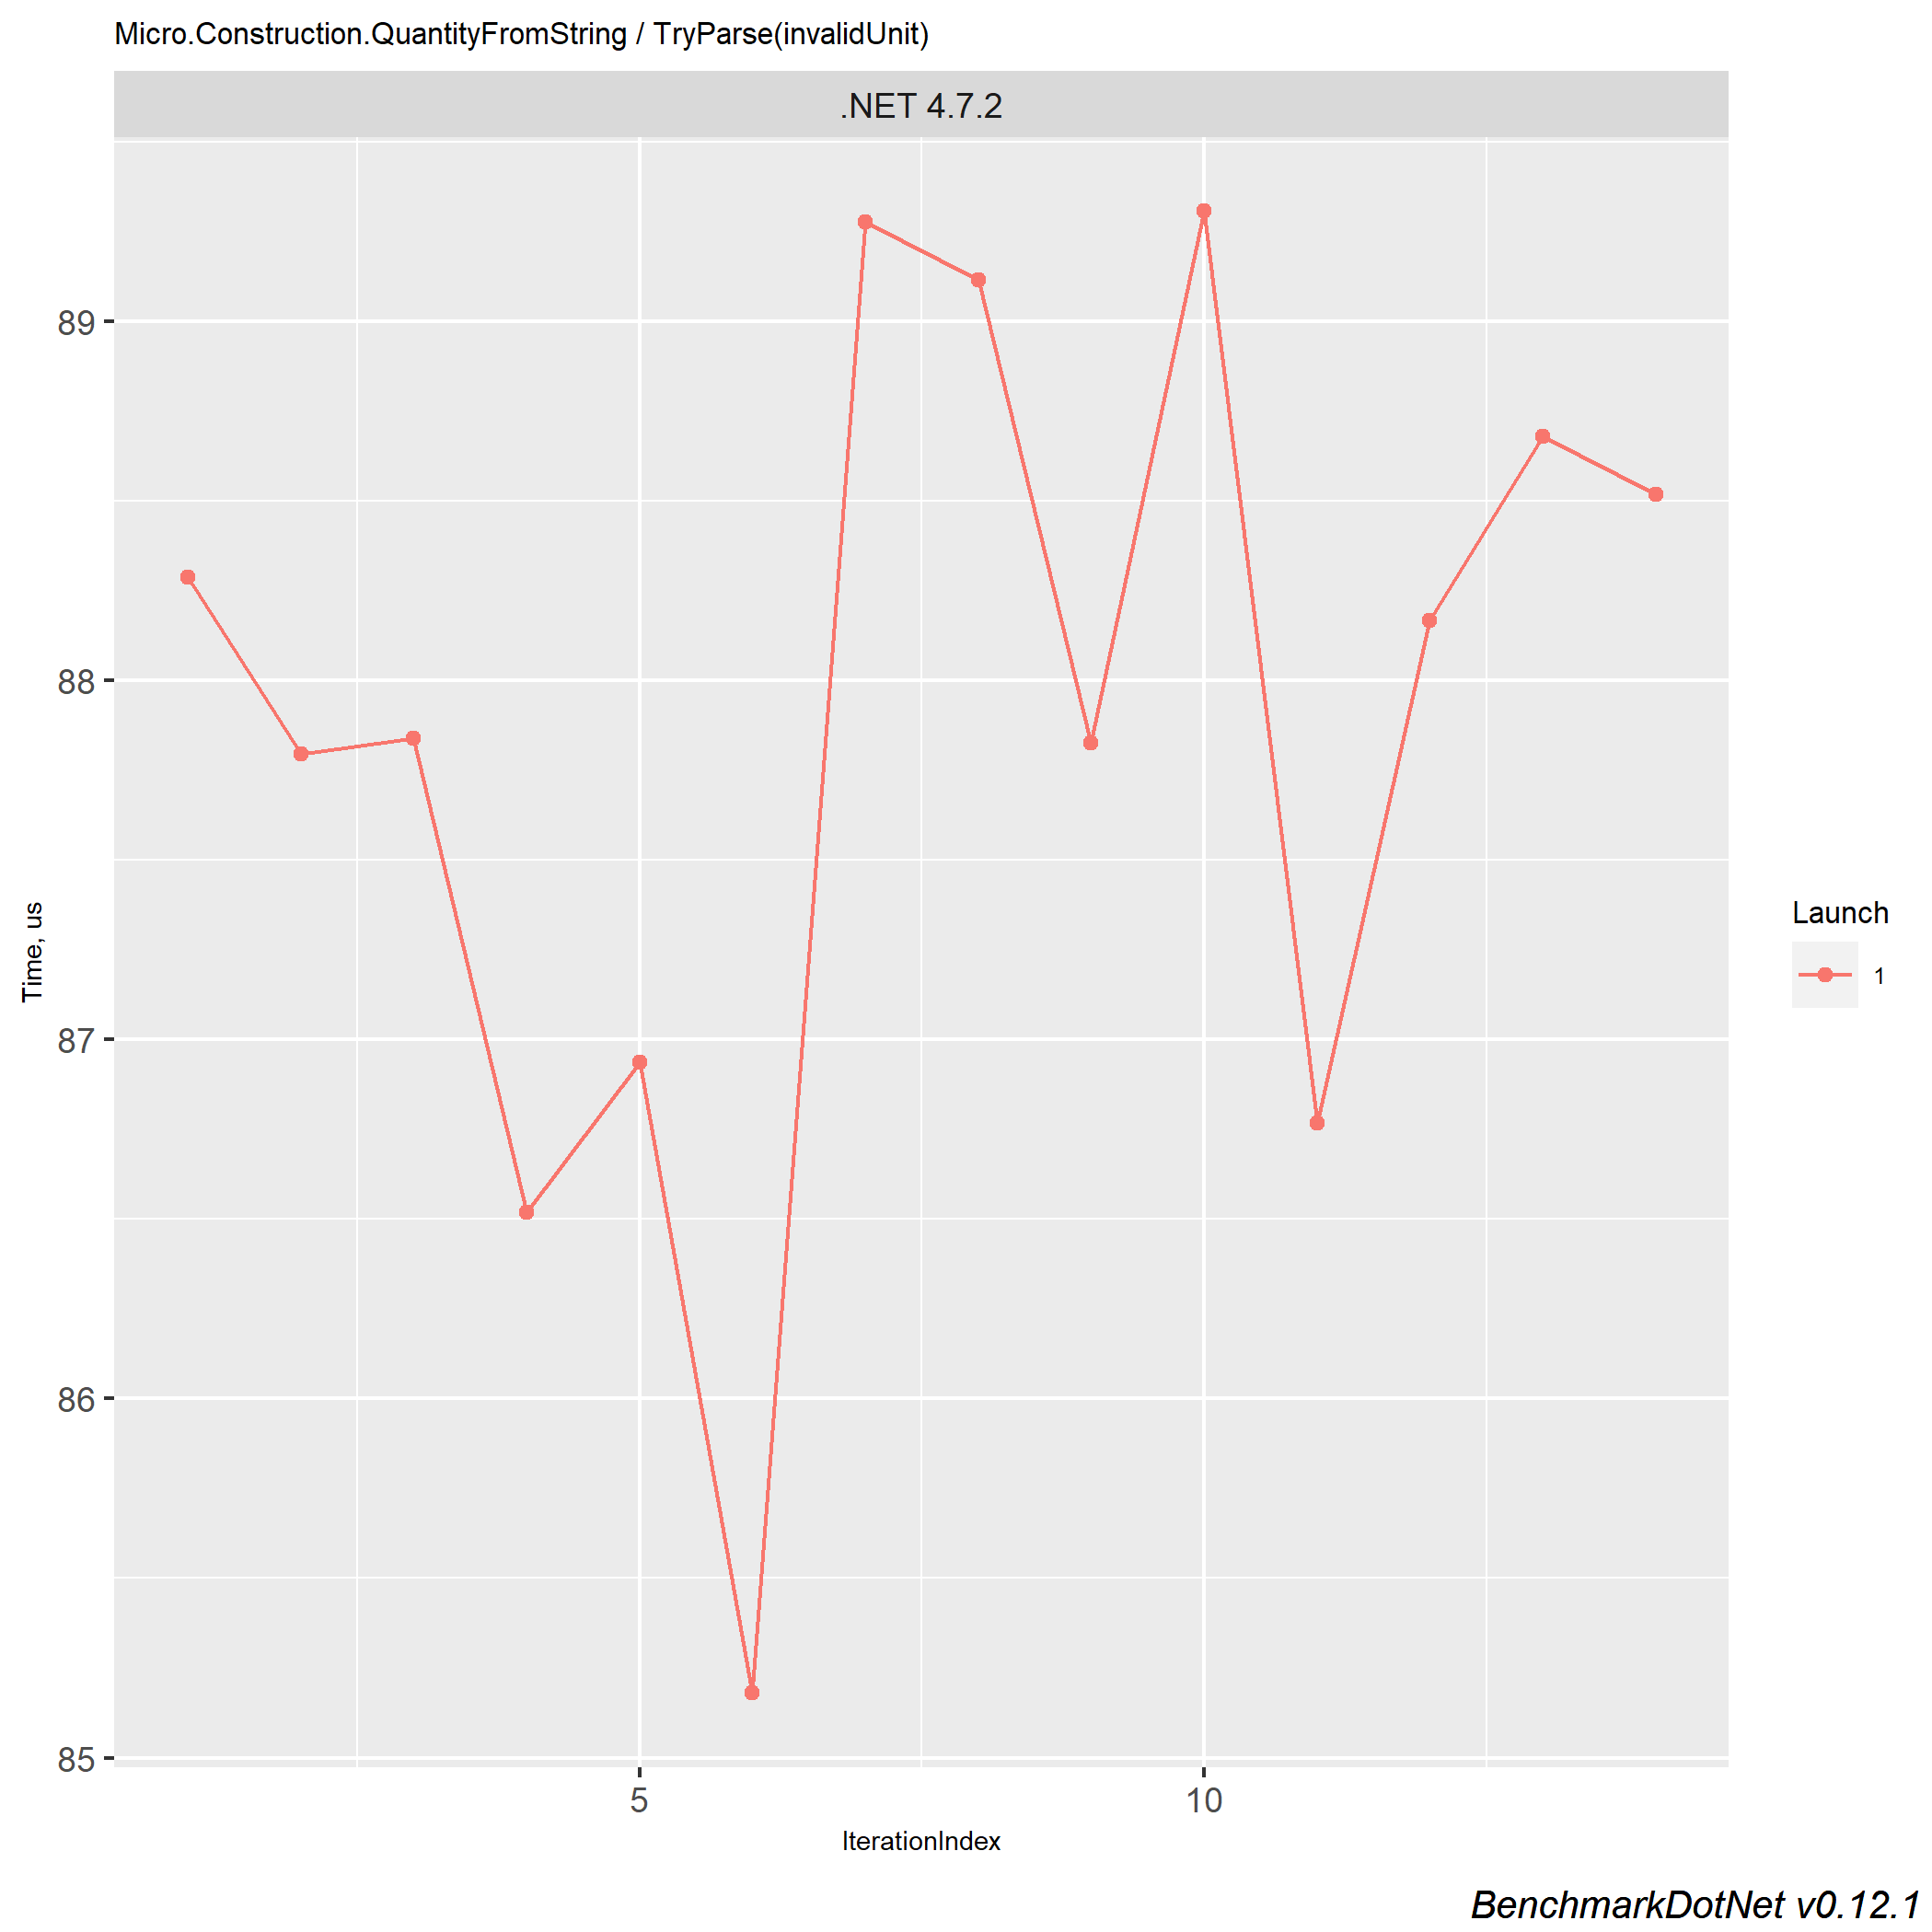 Micro.Construction.QuantityFromString / TryParse(invalidUnit)
.NET 4.7.2
89
88
87
86
85
Time, us
5 10
IterationIndex
Launch
1
BenchmarkDotNet v0.12.1